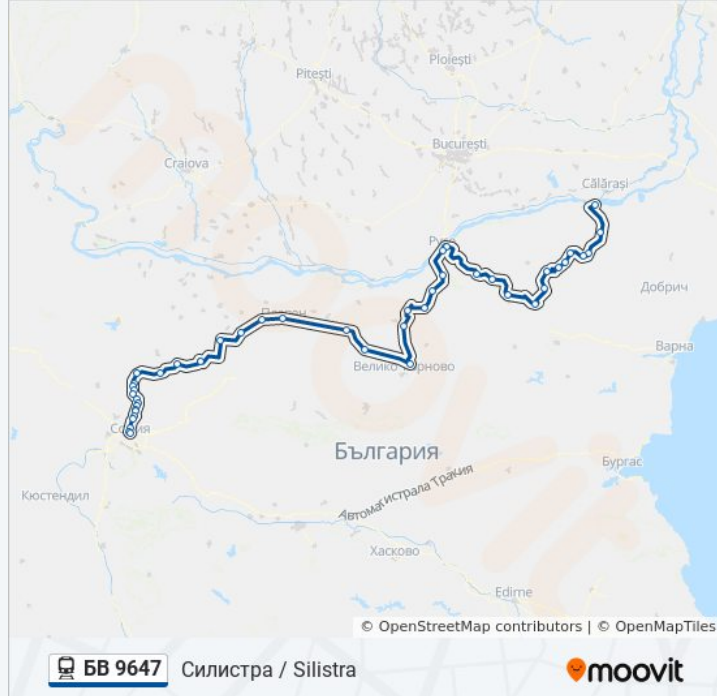 Ploiești
Pitești
București
Craiova
Călărași
Добрич
Варна
Велико Търново
София
България
Бургас
Кюстендил
Автомагистрала Тракия
Хасково
Edirne
© OpenStreetMap contributors | © OpenMapTiles
БВ 9647 Силистра / Silistra
moovit